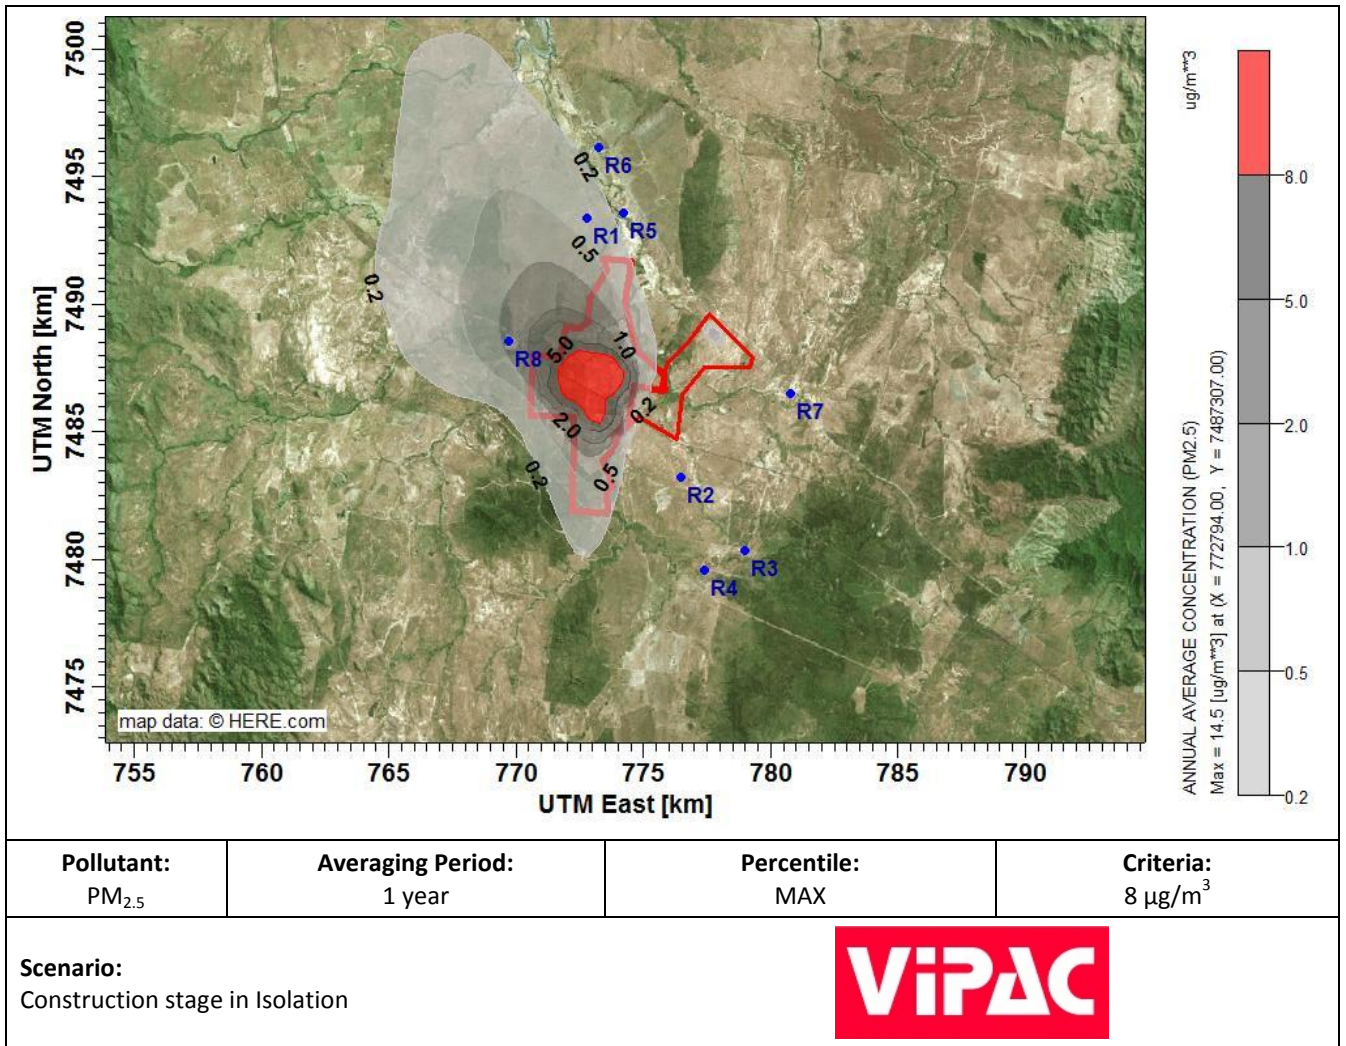 7500
7495
7490
7485
7480
7475
UTM North [km]
0.2
R6
R1
R5
0.5
0.2
5.0
1.0
R8
0.2
2.0
R7
0.2
0.5
R2
R3
R4
map data: © HERE.com
755 760 765 770 775 780 785 790
UTM East [km]
ug/m**3
8.0
5.0
2.0
1.0
0.5
0.2
ANNUAL AVERAGE CONCENTRATION (PM2.5)
Max = 14.5 [ug/m**3] at (X = 772794.00, Y = 7487307.00)
Pollutant:
PM2.5
Averaging Period:
1 year
Percentile:
MAX
Criteria:
8 µg/m3
Scenario:
Construction stage in Isolation
ViPAC